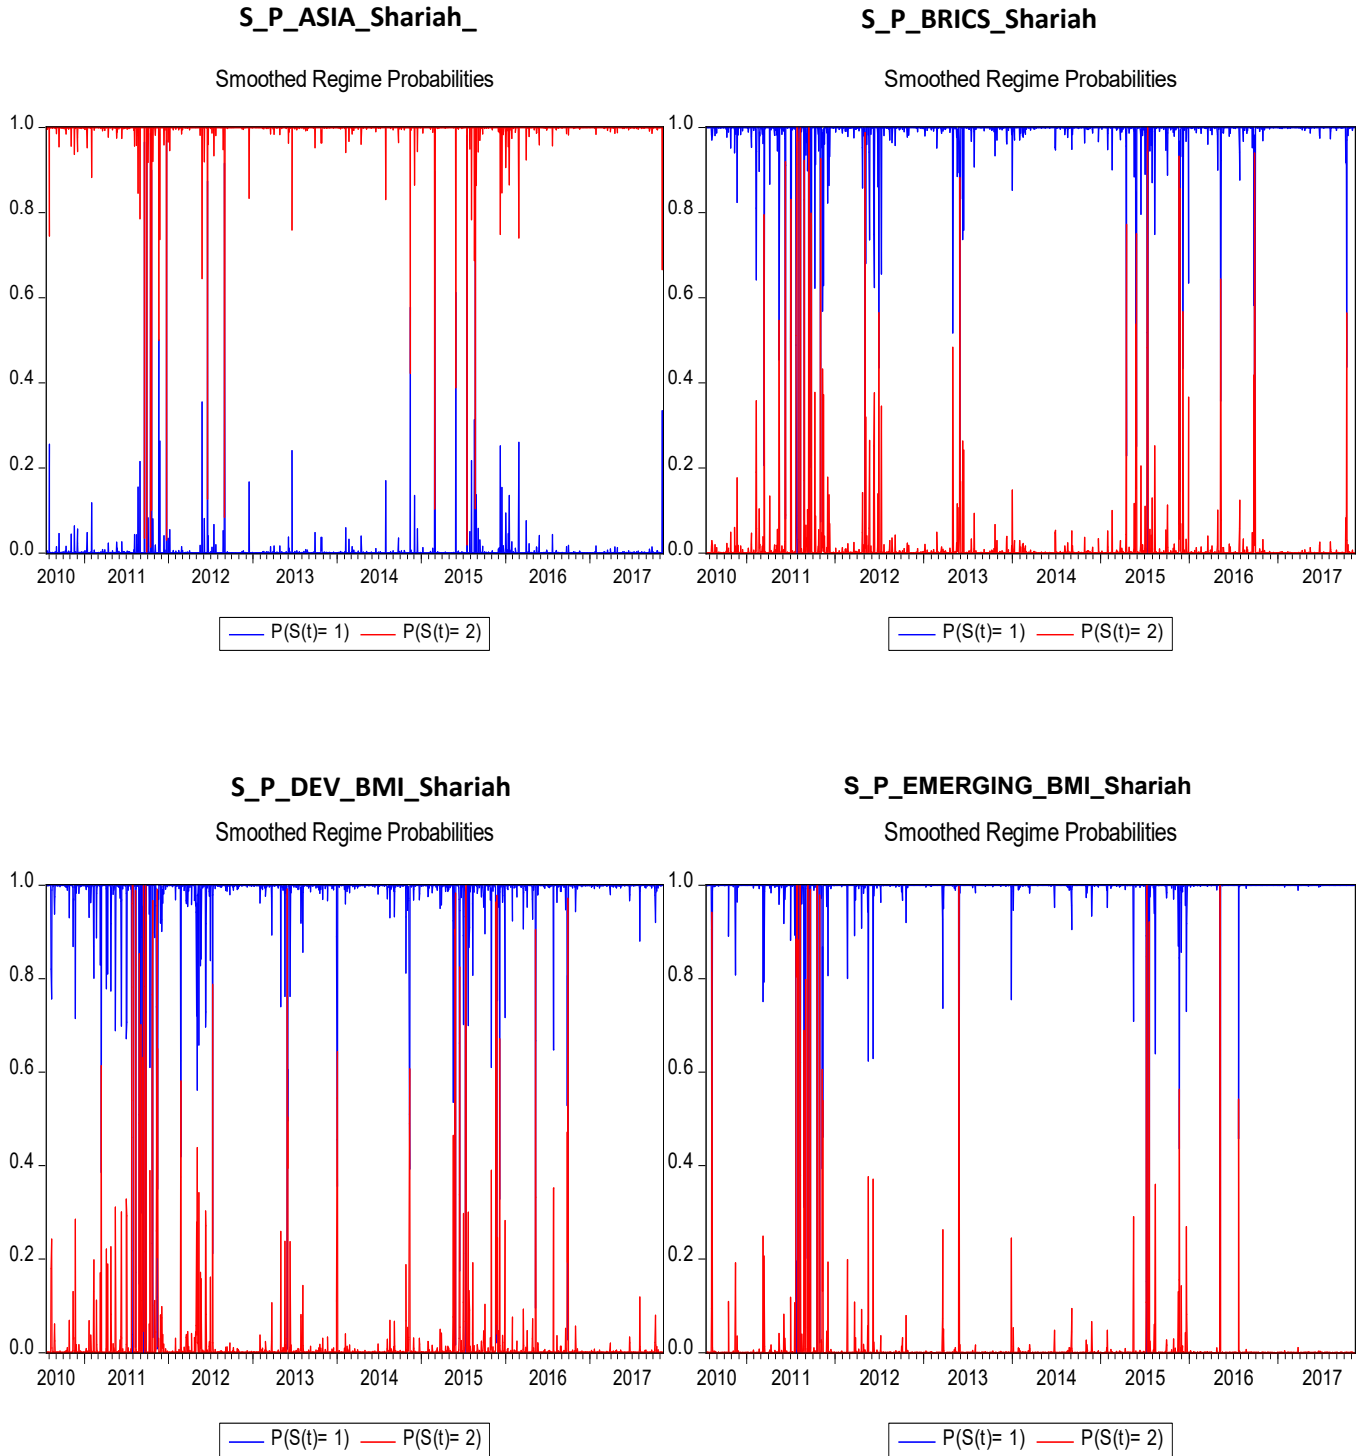 S_P_ASIA_Shariah_
Smoothed Regime Probabilities
1.0
0.8
0.6
0.4
0.2
0.0
2010 2011 2012 2013 2014 2015 2016 2017
P(S(t)= 1) P(S(t)= 2)
S_P_BRICS_Shariah
Smoothed Regime Probabilities
1.0
0.8
0.6
0.4
0.2
0.0
2010 2011 2012 2013 2014 2015 2016 2017
P(S(t)= 1) P(S(t)= 2)
S_P_DEV_BMI_Shariah
Smoothed Regime Probabilities
1.0
0.8
0.6
0.4
0.2
0.0
2010 2011 2012 2013 2014 2015 2016 2017
P(S(t)= 1) P(S(t)= 2)
S_P_EMERGING_BMI_Shariah
Smoothed Regime Probabilities
1.0
0.8
0.6
0.4
0.2
0.0
2010 2011 2012 2013 2014 2015 2016 2017
P(S(t)= 1) P(S(t)= 2)